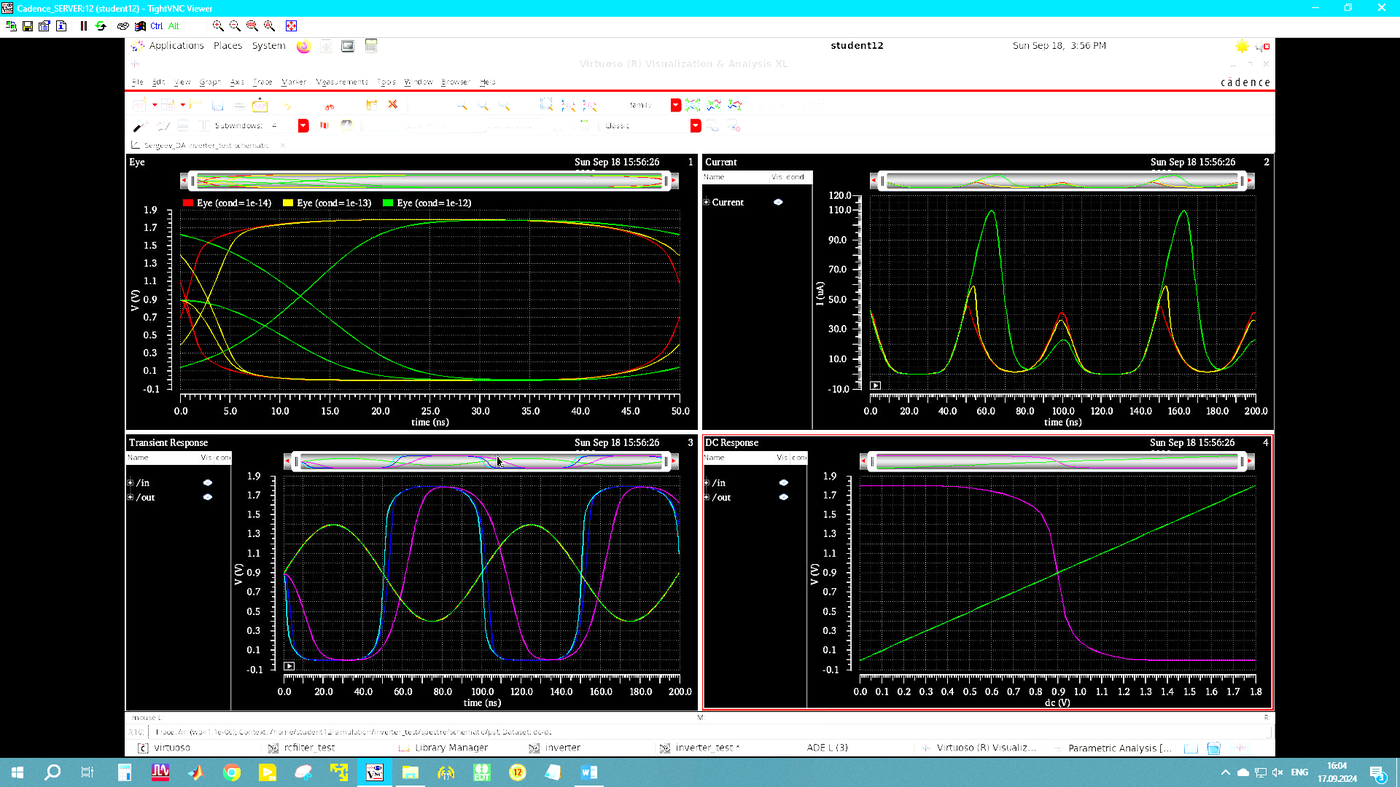 Cadence_SERVER:12 (student12) - TightVNC Viewer
Ctrl Alt
Applications Places System student12 Sun Sep 18, 3:56 PM
Virtuoso (R) Visualization & Analysis XL
File Edit View Graph Axis Trace Marker Measurements Tools Window Browser Help cādence
family
Subwindows: 4 Classic
Sergeev_DA inverter_test schematic
Eye Sun Sep 18 15:56:26 1
Eye (cond=1e-14) Eye (cond=1e-13) Eye (cond=1e-12)
V (V)
1.9
1.7
1.5
1.3
1.1
0.9
0.7
0.5
0.3
0.1
-0.1
0.0 5.0 10.0 15.0 20.0 25.0 30.0 35.0 40.0 45.0 50.0
time (ns)
Current Sun Sep 18 15:56:26 2
Name Vis cond
Current
I (uA)
120.0
110.0
90.0
70.0
50.0
30.0
10.0
-10.0
0.0 20.0 40.0 60.0 80.0 100.0 120.0 140.0 160.0 180.0 200.0
time (ns)
Transient Response Sun Sep 18 15:56:26 3
Name Vis cond
/in
/out
V (V)
1.9
1.7
1.5
1.3
1.1
0.9
0.7
0.5
0.3
0.1
-0.1
0.0 20.0 40.0 60.0 80.0 100.0 120.0 140.0 160.0 180.0 200.0
time (ns)
DC Response Sun Sep 18 15:56:26 4
Name Vis cond
/in
/out
V (V)
1.9
1.7
1.5
1.3
1.1
0.9
0.7
0.5
0.3
0.1
-0.1
0.0 0.1 0.2 0.3 0.4 0.5 0.6 0.7 0.8 0.9 1.0 1.1 1.2 1.3 1.4 1.5 1.6 1.7 1.8
dc (V)
mouse L: M R
virtuoso rcfilter_test Library Manager inverter inverter_test * ADE L (3) Virtuoso (R) Visualiz... Parametric Analysis [...
EDT 12 ENG 16:04
17.09.2024
3